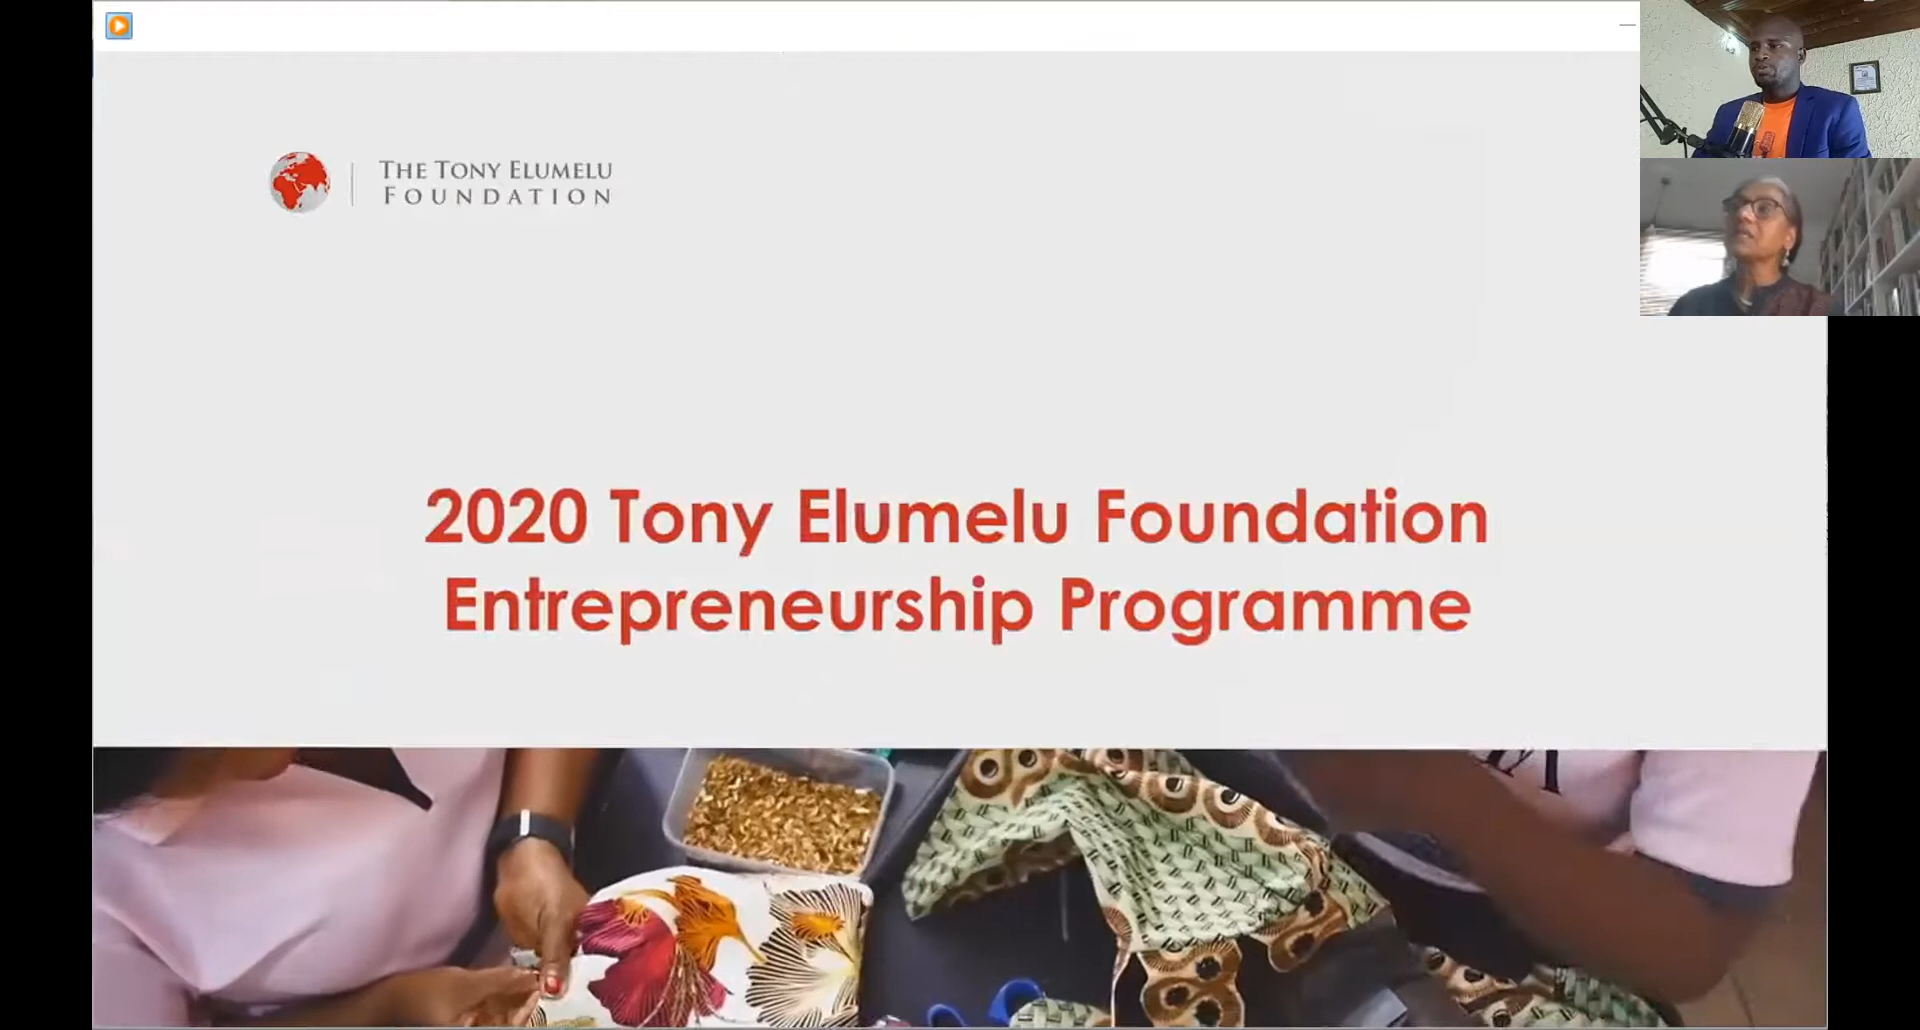 THE TONY ELUMELU
FOUNDATION
2020 Tony Elumelu Foundation
Entrepreneurship Programme